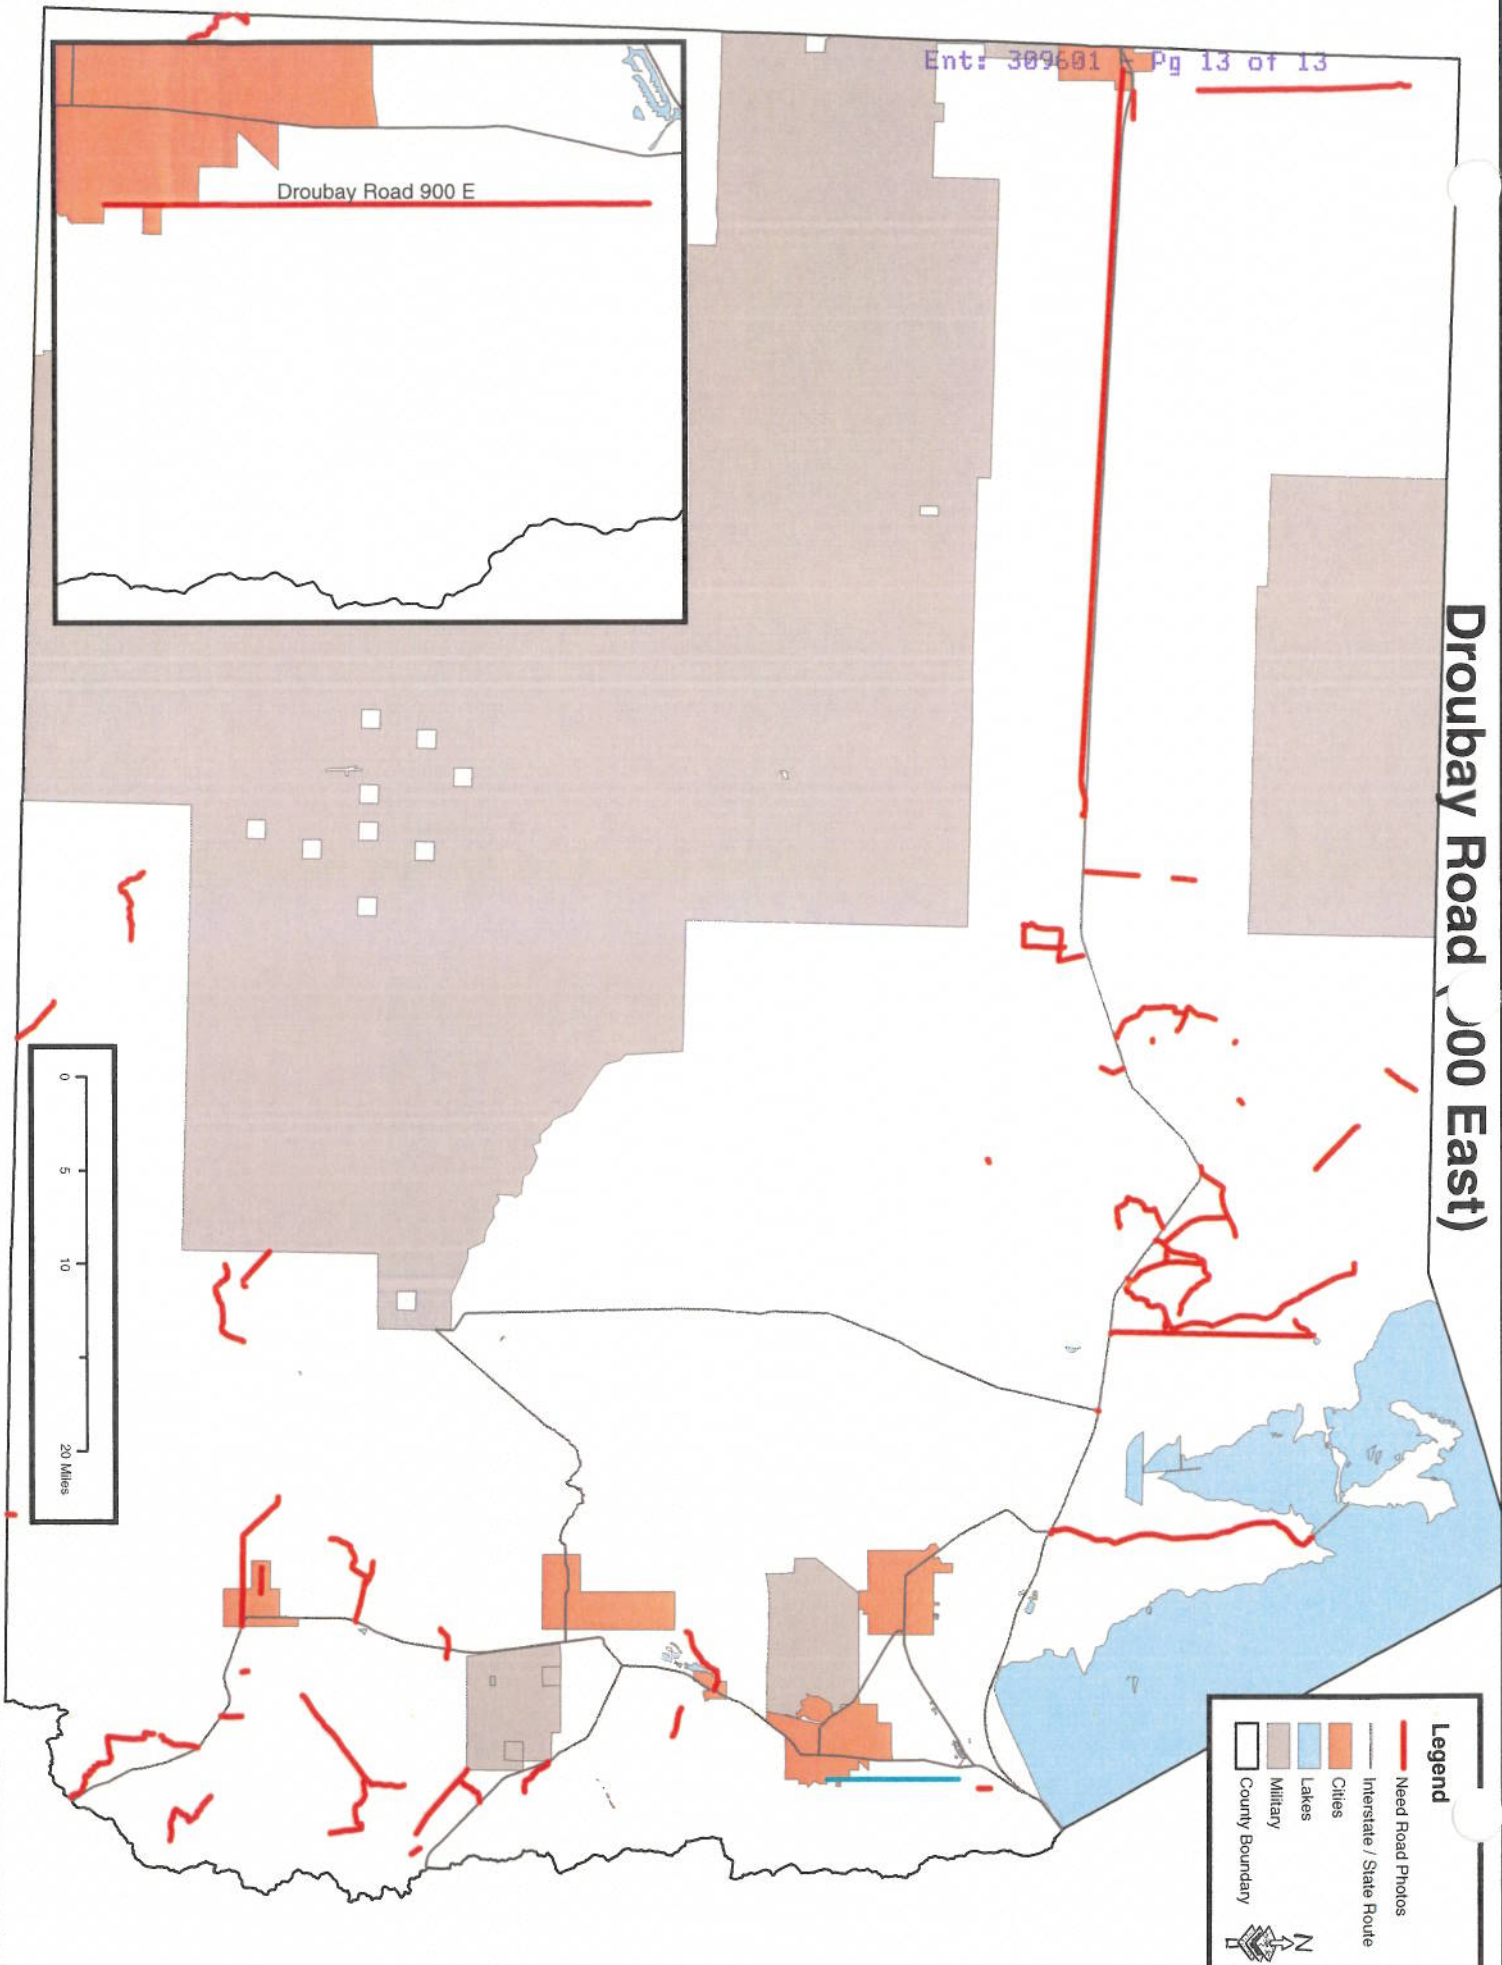 Ent: 309601 - Pg 13 of 13
Droubay Road 900 E
Droubay Road ( 00 East)
Legend
Need Road Photos
Interstate / State Route
Cities
Lakes
Military
County Boundary
N
0 5 10 20 Miles